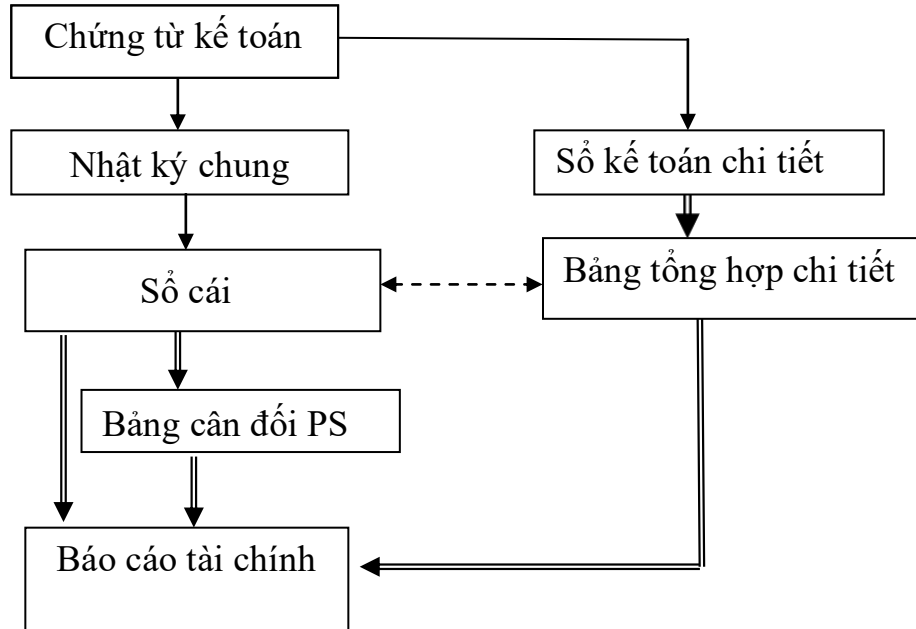 Chứng từ kế toán
Nhật ký chung
Sổ kế toán chi tiết
Sổ cái
Bảng tổng hợp chi tiết
Bảng cân đối PS
Báo cáo tài chính